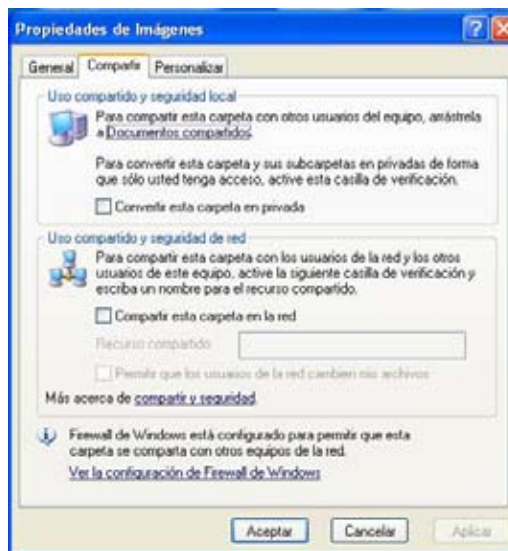 Propiedades de Imágenes
General Compartir Personalizar
Uso compartido y seguridad local
Para compartir esta carpeta con otros usuarios del equipo, arrástrela
a Documentos compartidos.
Para convertir esta carpeta y sus subcarpetas en privadas de forma
que sólo usted tenga acceso, active esta casilla de verificación.
Convertir esta carpeta en privada
Uso compartido y seguridad de red
Para compartir esta carpeta con los usuarios de la red y los otros
usuarios de este equipo, active la siguiente casilla de verificación y
escriba un nombre para el recurso compartido.
Compartir esta carpeta en la red
Recurso compartido
Permitir que los usuarios de la red cambien mis archivos
Más acerca de compartir y seguridad.
Firewall de Windows está configurado para permitir que esta
carpeta se comparta con otros equipos de la red.
Ver la configuración de Firewall de Windows
Aceptar Cancelar Aplicar